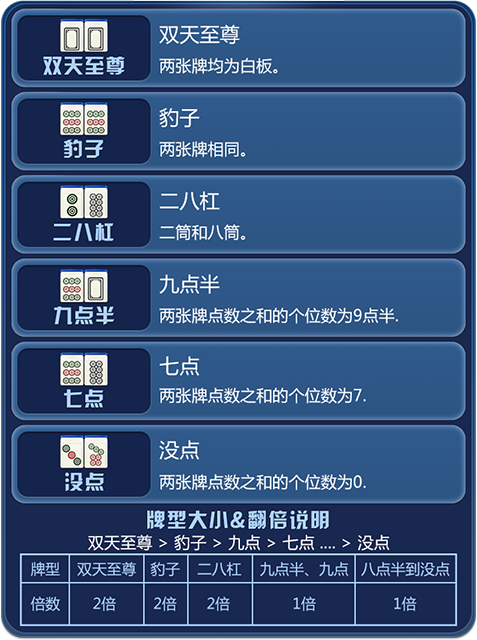 双天至尊
双天至尊
两张牌均为白板。
豹子
豹子
两张牌相同。
二八杠
二八杠
二筒和八筒。
九点半
九点半
两张牌点数之和的个位数为9点半.
七点
七点
两张牌点数之和的个位数为7.
没点
没点
两张牌点数之和的个位数为0.
牌型大小&翻倍说明
双天至尊 > 豹子 > 九点 > 七点 .... > 没点
牌型 双天至尊 豹子 二八杠 九点半、九点 八点半到没点
倍数 2倍 2倍 2倍 1倍 1倍